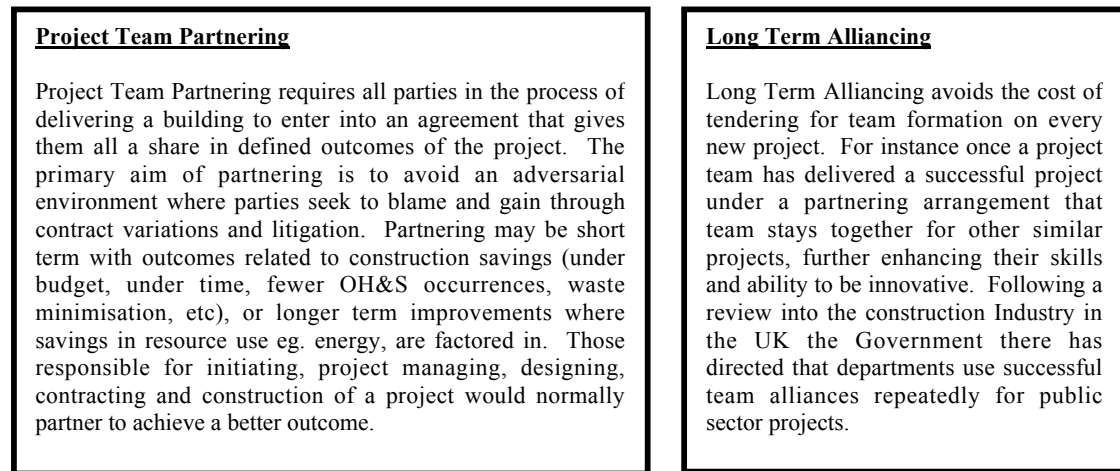 Project Team Partnering
Project Team Partnering requires all parties in the process of
delivering a building to enter into an agreement that gives
them all a share in defined outcomes of the project. The
primary aim of partnering is to avoid an adversarial
environment where parties seek to blame and gain through
contract variations and litigation. Partnering may be short
term with outcomes related to construction savings (under
budget, under time, fewer OH&S occurrences, waste
minimisation, etc), or longer term improvements where
savings in resource use eg. energy, are factored in. Those
responsible for initiating, project managing, designing,
contracting and construction of a project would normally
partner to achieve a better outcome.
Long Term Alliancing
Long Term Alliancing avoids the cost of
tendering for team formation on every
new project. For instance once a project
team has delivered a successful project
under a partnering arrangement that
team stays together for other similar
projects, further enhancing their skills
and ability to be innovative. Following a
review into the construction Industry in
the UK the Government there has
directed that departments use successful
team alliances repeatedly for public
sector projects.